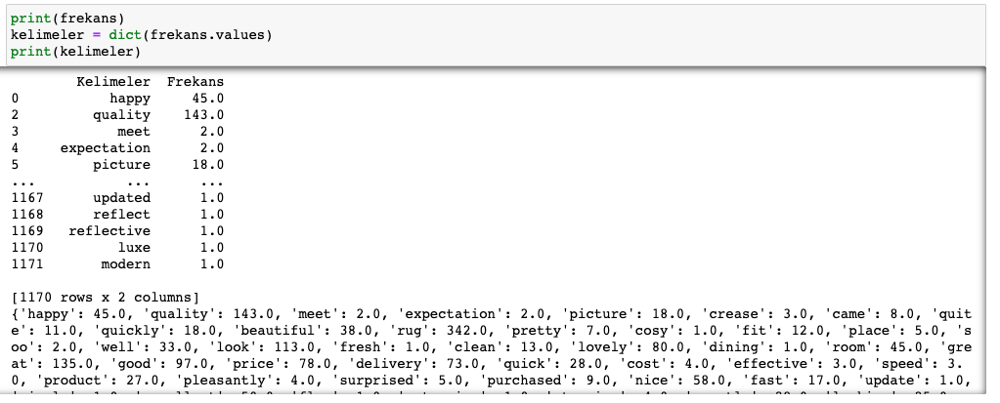 print(frekans)
kelimeler = dict(frekans.values)
print(kelimeler)
Kelimeler Frekans
0 happy 45.0
2 quality 143.0
3 meet 2.0
4 expectation 2.0
5 picture 18.0
... ... ...
1167 updated 1.0
1168 reflect 1.0
1169 reflective 1.0
1170 luxe 1.0
1171 modern 1.0
[1170 rows x 2 columns]
{'happy': 45.0, 'quality': 143.0, 'meet': 2.0, 'expectation': 2.0, 'picture': 18.0, 'crease': 3.0, 'came': 8.0, 'quit
e': 11.0, 'quickly': 18.0, 'beautiful': 38.0, 'rug': 342.0, 'pretty': 7.0, 'cosy': 1.0, 'fit': 12.0, 'place': 5.0, 's
oo': 2.0, 'well': 33.0, 'look': 113.0, 'fresh': 1.0, 'clean': 13.0, 'lovely': 80.0, 'dining': 1.0, 'room': 45.0, 'gre
at': 135.0, 'good': 97.0, 'price': 78.0, 'delivery': 73.0, 'quick': 28.0, 'cost': 4.0, 'effective': 3.0, 'speed': 3.
0, 'product': 27.0, 'pleasantly': 4.0, 'surprised': 5.0, 'purchased': 9.0, 'nice': 58.0, 'fast': 17.0, 'update': 1.0,